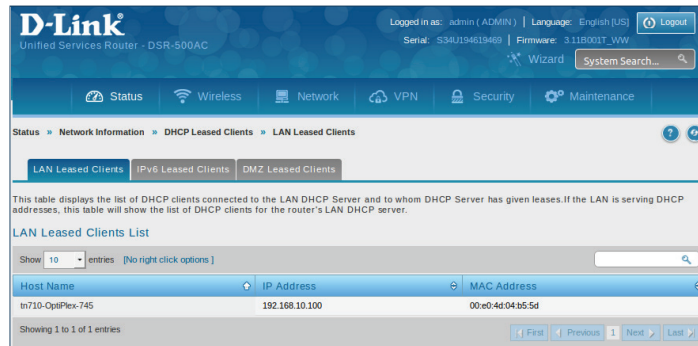 D-Link
Logged in as: admin ( ADMIN ) | Language: English [US] Logout
Unified Services Router - DSR-500AC
Serial: S34U194619469 | Firmware: 3.11B001T_WW
Wizard System Search...
Status Wireless Network VPN Security Maintenance
Status » Network Information » DHCP Leased Clients » LAN Leased Clients
LAN Leased Clients IPv6 Leased Clients DMZ Leased Clients
This table displays the list of DHCP clients connected to the LAN DHCP Server and to whom DHCP Server has given leases.If the LAN is serving DHCP
addresses, this table will show the list of DHCP clients for the router's LAN DHCP server.
LAN Leased Clients List
Show 10 entries [No right click options ]
Host Name IP Address MAC Address
tn710-OptiPlex-745 192.168.10.100 00:e0:4d:04:b5:5d
Showing 1 to 1 of 1 entries
First Previous 1 Next Last